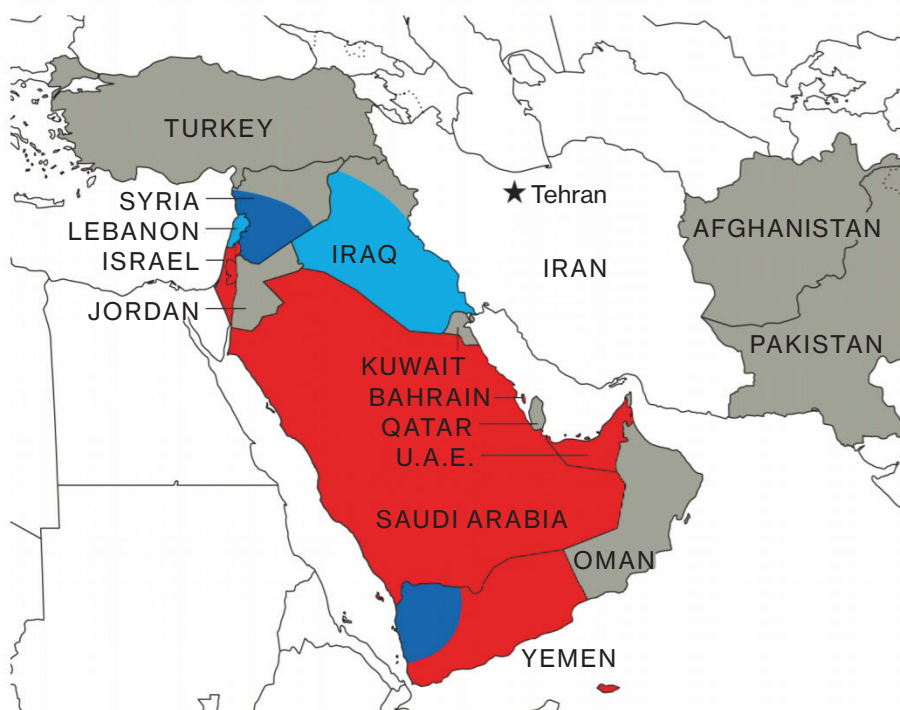 TURKEY
SYRIA
LEBANON
ISRAEL
JORDAN
IRAQ
Tehran
IRAN
AFGHANISTAN
PAKISTAN
KUWAIT
BAHRAIN
QATAR
U.A.E.
SAUDI ARABIA
OMAN
YEMEN